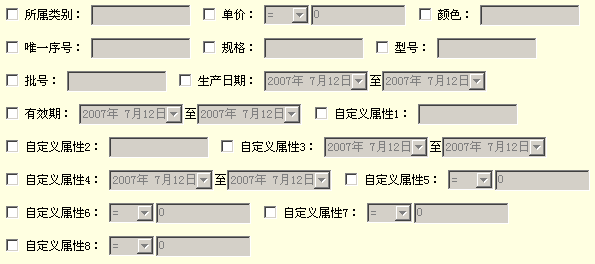 所属类别： 单价： = 0 颜色：
唯一序号： 规格： 型号：
批号： 生产日期： 2007年 7月12日 至 2007年 7月12日
有效期： 2007年 7月12日 至 2007年 7月12日 自定义属性1：
自定义属性2： 自定义属性3： 2007年 7月12日 至 2007年 7月12日
自定义属性4： 2007年 7月12日 至 2007年 7月12日 自定义属性5： = 0
自定义属性6： = 0 自定义属性7： = 0
自定义属性8： = 0